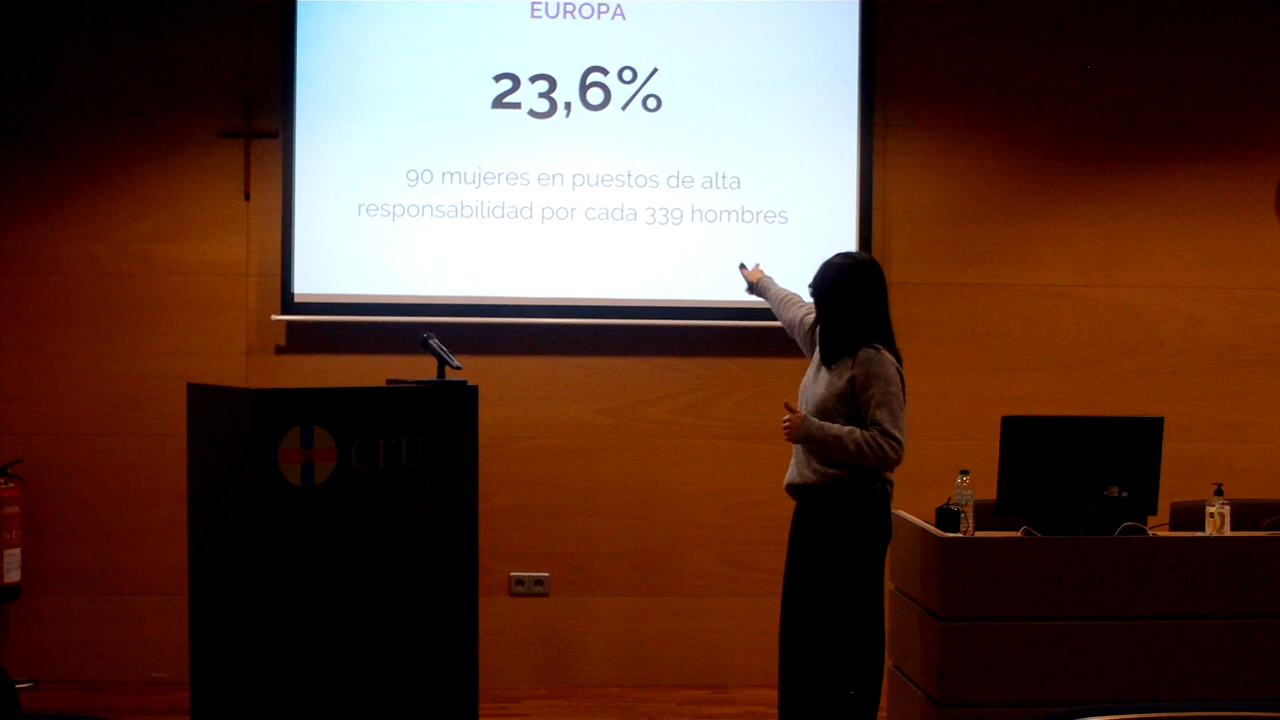 EUROPA
23,6%
90 mujeres en puestos de alta
responsabilidad por cada 339 hombres
CEU